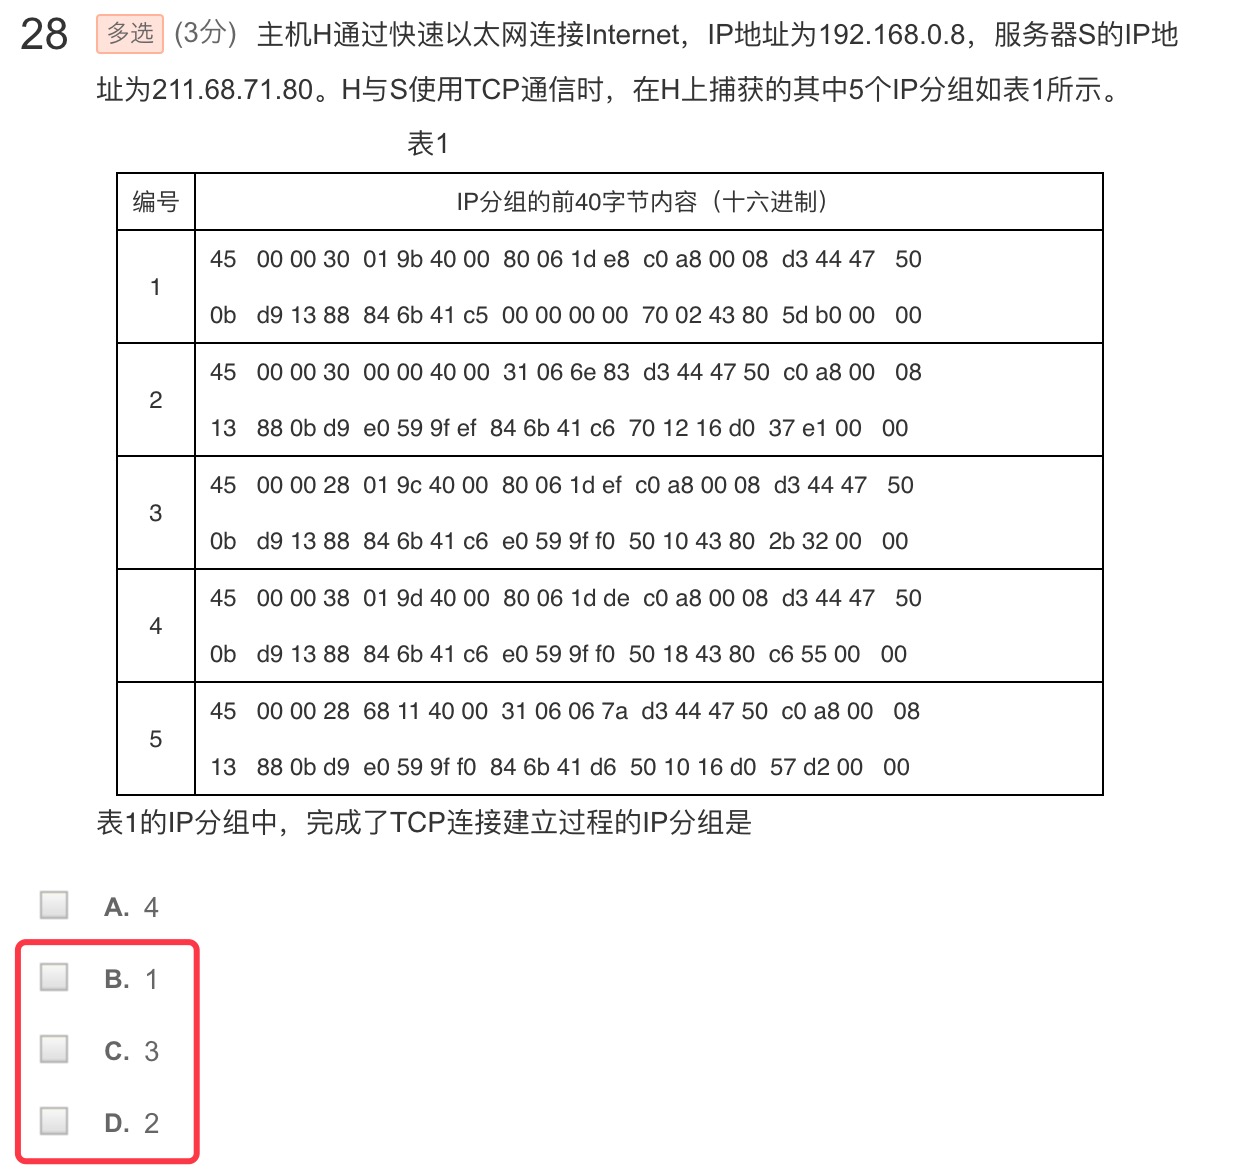 28 多选 (3分) 主机H通过快速以太网连接Internet，IP地址为192.168.0.8，服务器S的IP地
址为211.68.71.80。H与S使用TCP通信时，在H上捕获的其中5个IP分组如表1所示。
表1
编号 IP分组的前40字节内容（十六进制）
1
45 00 00 30 01 9b 40 00 80 06 1d e8 c0 a8 00 08 d3 44 47 50
0b d9 13 88 84 6b 41 c5 00 00 00 00 70 02 43 80 5d b0 00 00
2
45 00 00 30 00 00 40 00 31 06 6e 83 d3 44 47 50 c0 a8 00 08
13 88 0b d9 e0 59 9f ef 84 6b 41 c6 70 12 16 d0 37 e1 00 00
3
45 00 00 28 01 9c 40 00 80 06 1d ef c0 a8 00 08 d3 44 47 50
0b d9 13 88 84 6b 41 c6 e0 59 9f f0 50 10 43 80 2b 32 00 00
4
45 00 00 38 01 9d 40 00 80 06 1d de c0 a8 00 08 d3 44 47 50
0b d9 13 88 84 6b 41 c6 e0 59 9f f0 50 18 43 80 c6 55 00 00
5
45 00 00 28 68 11 40 00 31 06 06 7a d3 44 47 50 c0 a8 00 08
13 88 0b d9 e0 59 9f f0 84 6b 41 d6 50 10 16 d0 57 d2 00 00
表1的IP分组中，完成了TCP连接建立过程的IP分组是
A. 4
B. 1
C. 3
D. 2